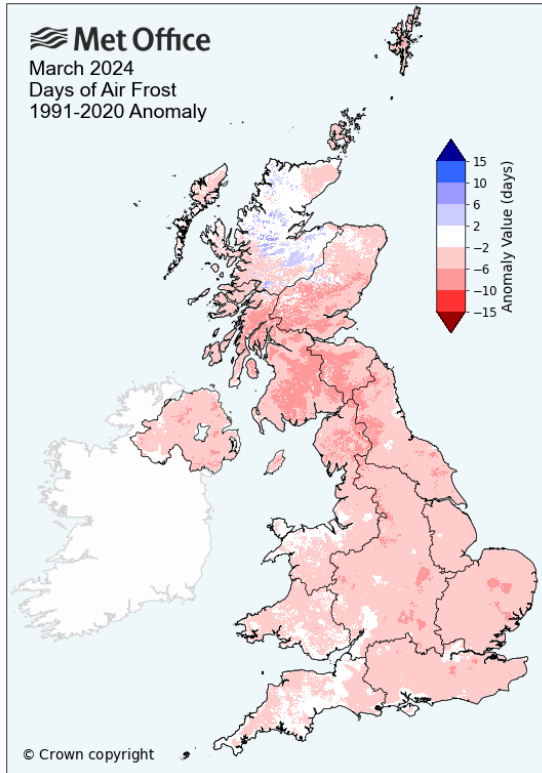 Met Office
March 2024
Days of Air Frost
1991-2020 Anomaly
15
10
6
2
−2
−6
−10
−15
Anomaly Value (days)
© Crown copyright